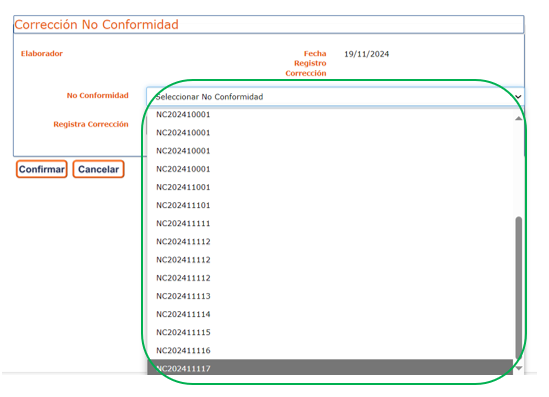 Corrección No Conformidad
Elaborador
Fecha Registro Corrección
19/11/2024
No Conformidad
Seleccionar No Conformidad
Registra Corrección
NC202410001
NC202410001
NC202410001
NC202410001
NC202411001
NC202411101
NC202411111
NC202411112
NC202411112
NC202411112
NC202411113
NC202411114
NC202411115
NC202411116
NC202411117
Confirmar
Cancelar